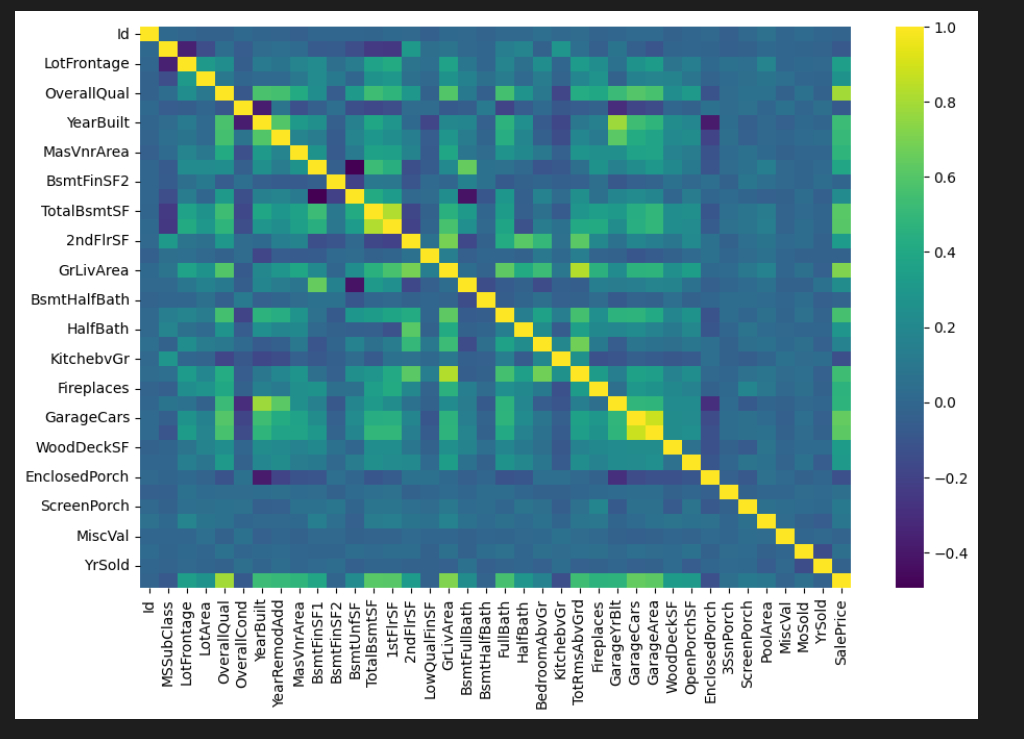 Id
LotFrontage
OverallQual
YearBuilt
MasVnrArea
BsmtFinSF2
TotalBsmtSF
2ndFlrSF
GrLivArea
BsmtHalfBath
HalfBath
KitchebvGr
Fireplaces
GarageCars
WoodDeckSF
EnclosedPorch
ScreenPorch
MiscVal
YrSold
Id
MSSubClass
LotFrontage
LotArea
OverallQual
OverallCond
YearBuilt
YearRemodAdd
MasVnrArea
BsmtFinSF1
BsmtFinSF2
BsmtUnfSF
TotalBsmtSF
1stFlrSF
2ndFlrSF
LowQualFinSF
GrLivArea
BsmtFullBath
BsmtHalfBath
FullBath
HalfBath
BedroomAbvGr
KitchebvGr
TotRmsAbvGrd
Fireplaces
GarageYrBlt
GarageCars
GarageArea
WoodDeckSF
OpenPorchSF
EnclosedPorch
3SsnPorch
ScreenPorch
PoolArea
MiscVal
MoSold
YrSold
SalePrice
1.0
0.8
0.6
0.4
0.2
0.0
−0.2
−0.4